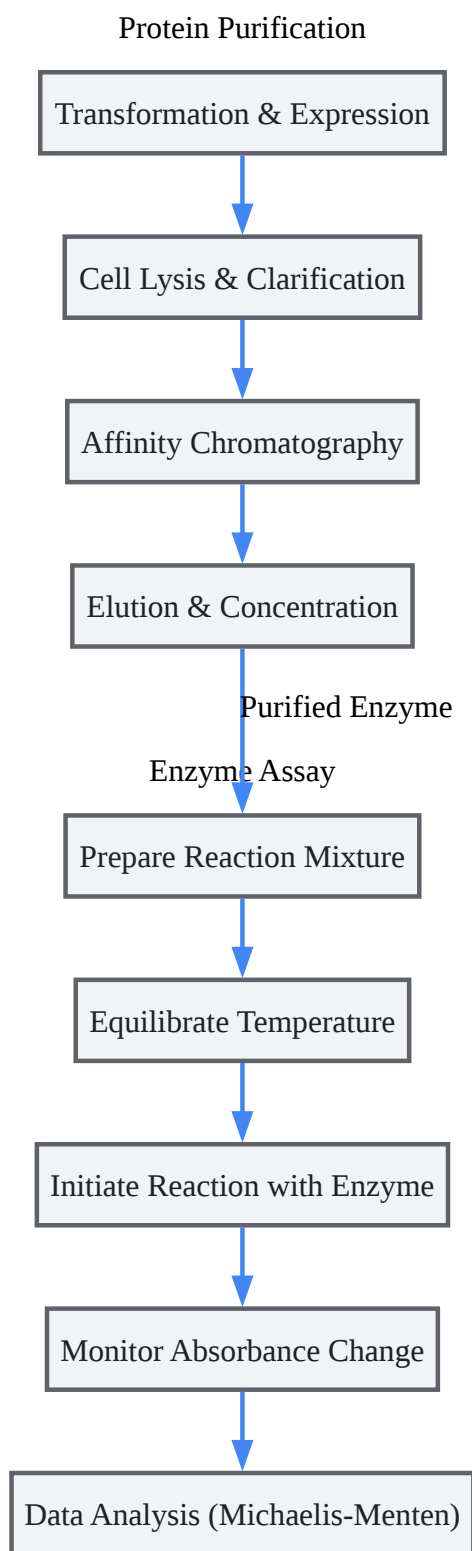 Protein Purification
Transformation & Expression
Cell Lysis & Clarification
Affinity Chromatography
Elution & Concentration
Purified Enzyme
Enzyme Assay
Prepare Reaction Mixture
Equilibrate Temperature
Initiate Reaction with Enzyme
Monitor Absorbance Change
Data Analysis (Michaelis-Menten)